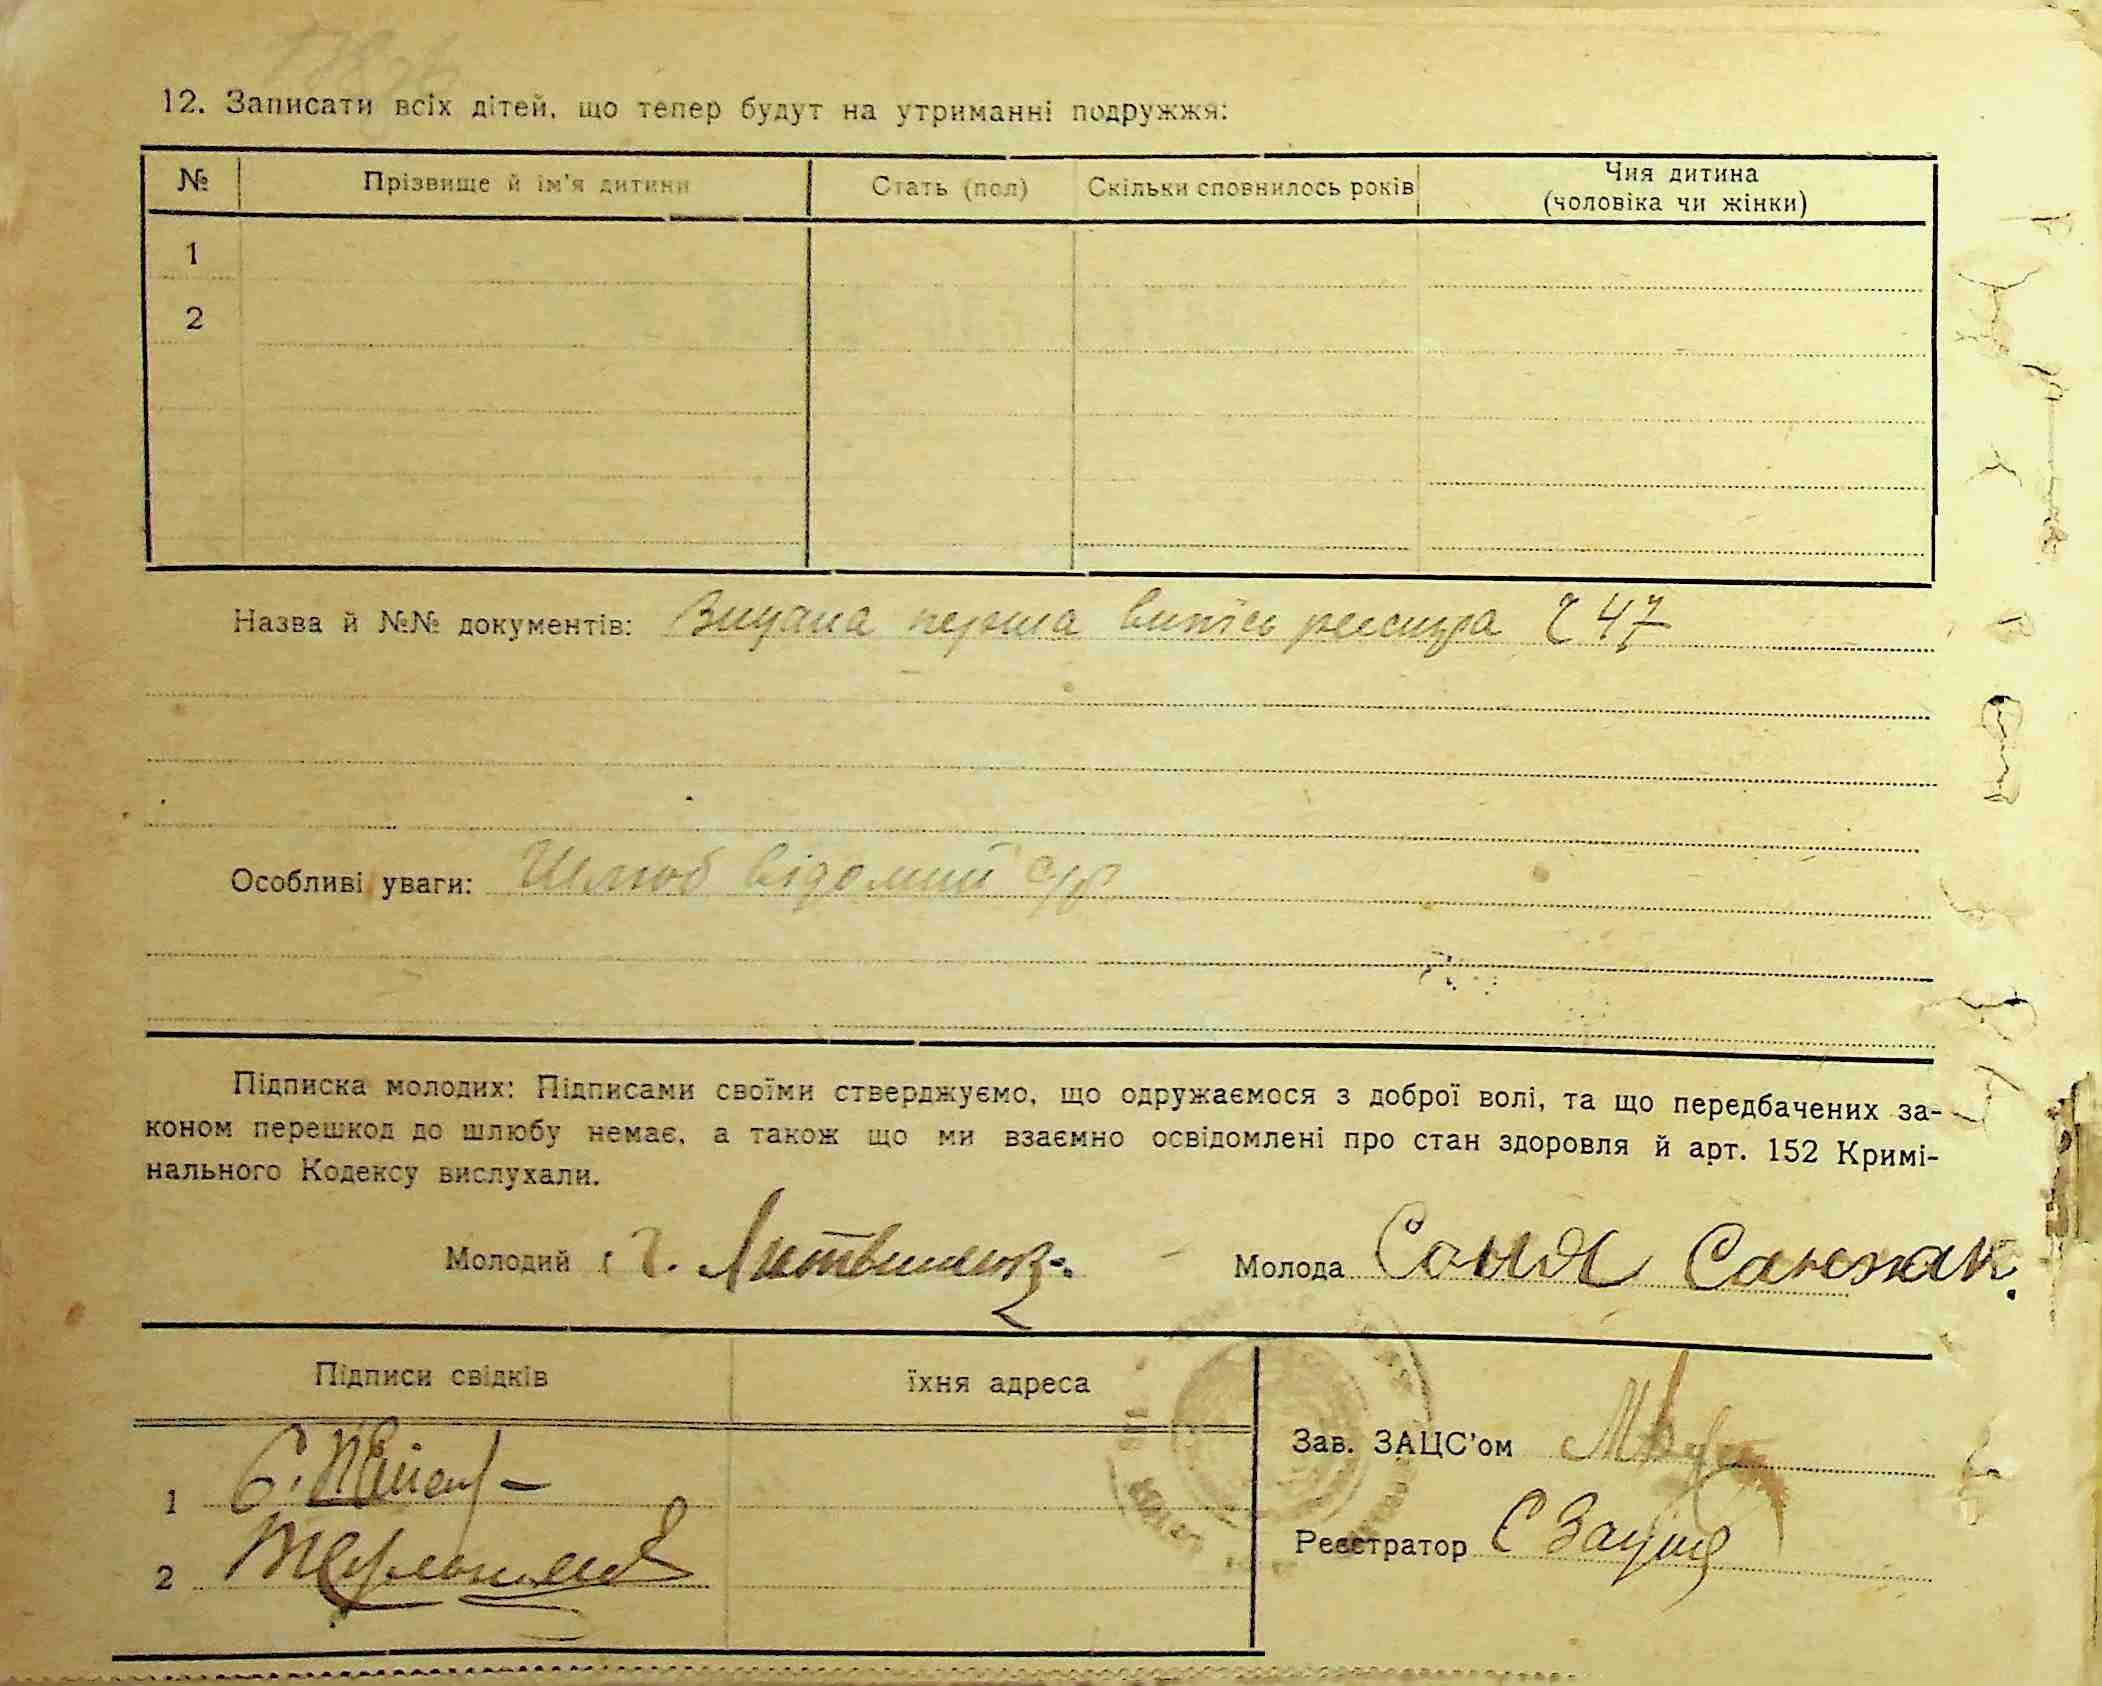 12. Записати всіх дітей, що тепер будут на утриманні подружжя:
№ Прізвище й ім'я дитини Стать (пол) Скільки сповнилось років Чия дитина
(чоловіка чи жінки)
1
2
Назва й №№ документів: Видана перша випісь реєстра 247
Особливі уваги: Шлюб відомий
Підписка молодих: Підписами своїми стверджуємо, що одружаємося з доброї волі, та що передбачених за-
коном перешкод до шлюбу немає, а також що ми взаємно освідомлені про стан здоровля й арт. 152 Кримі-
нального Кодексу вислухали.
Молодий Молода Соня Санжак.
Підписи свідків їхня адреса
Зав. ЗАЦС'ом
1
Реєстратор
2